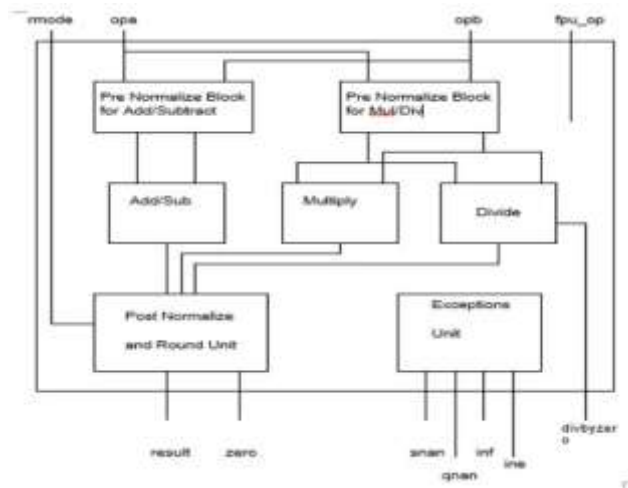 rmode opa opb fpu_op
Pre Normalize Block
for Add/Subtract
Pre Normalize Block
for Mul/Div
Add/Sub
Multiply
Divide
Post Normalize
and Round Unit
Exceptions
Unit
result zero snan qnan inf ine
divbyzer
o